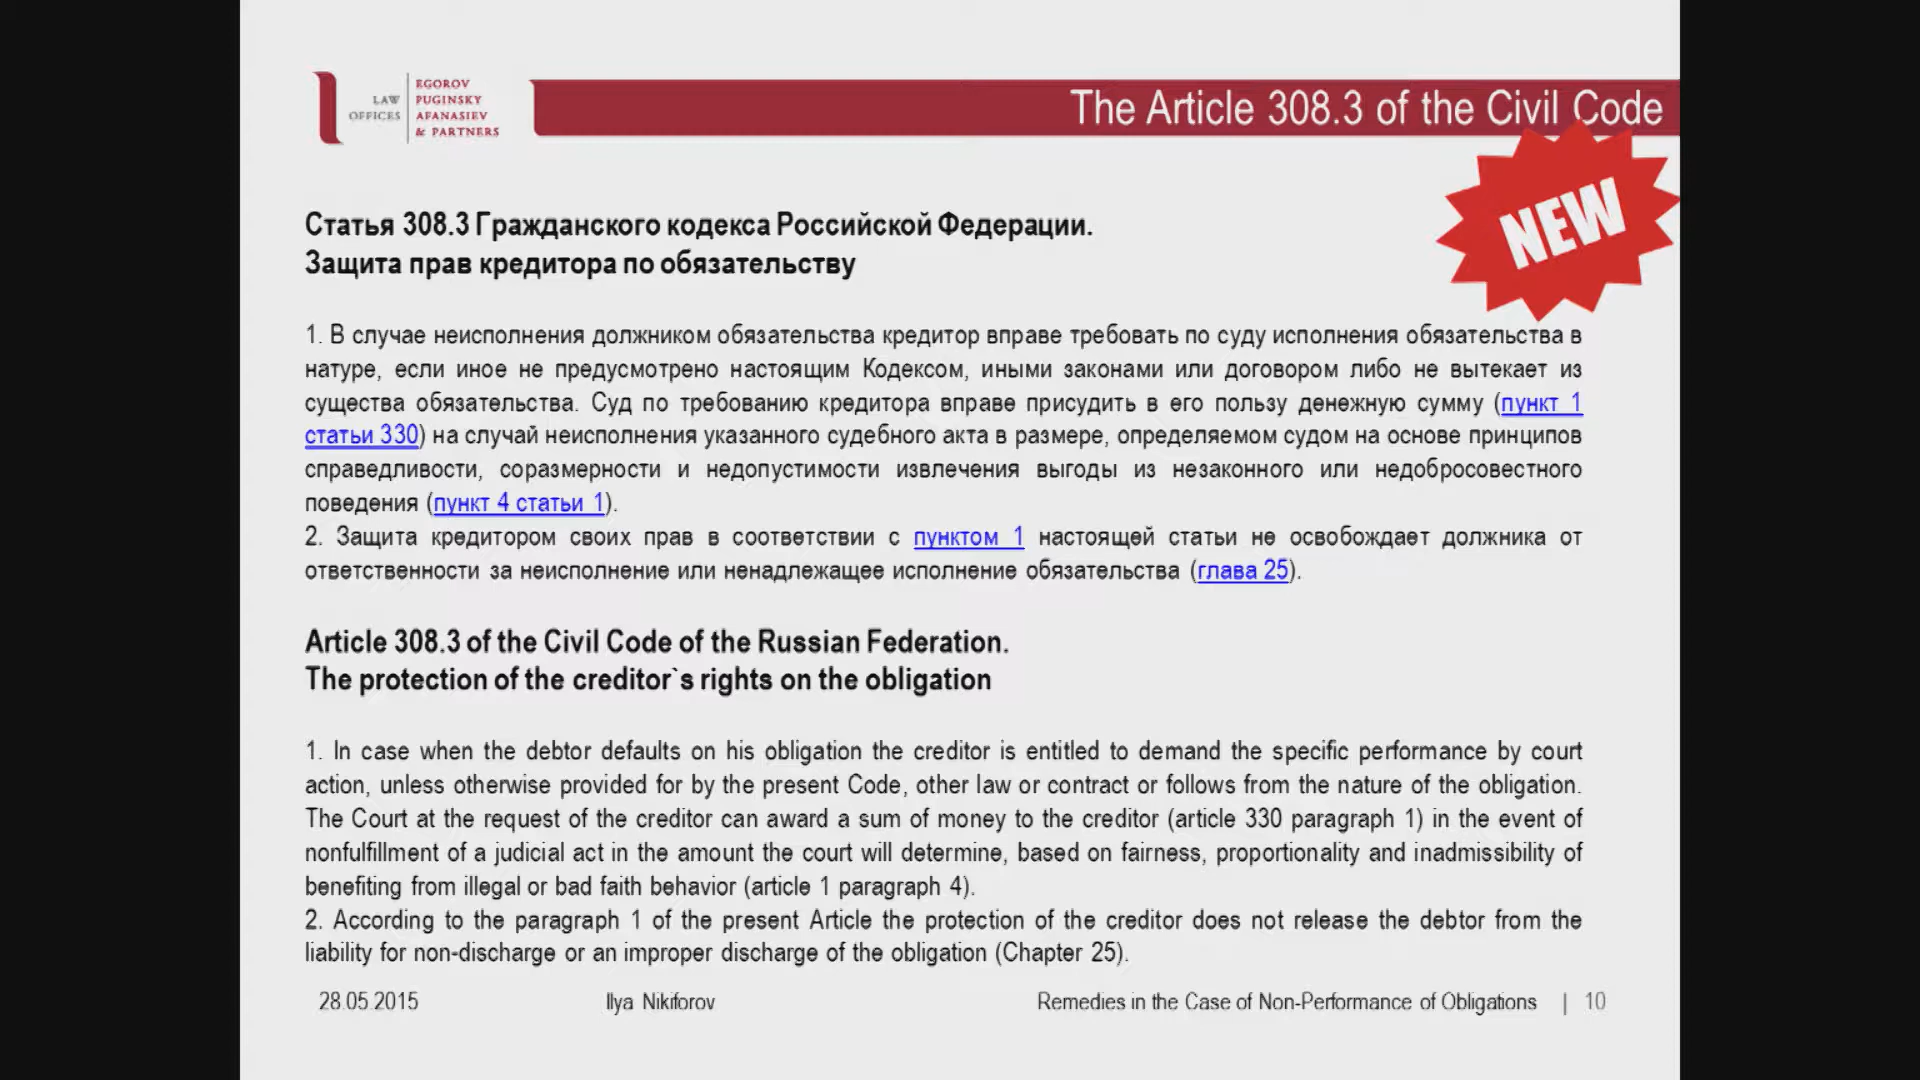 LAW OFFICES
EGOROV
PUGINSKY
AFANASIEV
& PARTNERS
The Article 308.3 of the Civil Code
NEW
Статья 308.3 Гражданского кодекса Российской Федерации.
Защита прав кредитора по обязательству
1. В случае неисполнения должником обязательства кредитор вправе требовать по суду исполнения обязательства в
натуре, если иное не предусмотрено настоящим Кодексом, иными законами или договором либо не вытекает из
существа обязательства. Суд по требованию кредитора вправе присудить в его пользу денежную сумму (пункт 1
статьи 330) на случай неисполнения указанного судебного акта в размере, определяемом судом на основе принципов
справедливости, соразмерности и недопустимости извлечения выгоды из незаконного или недобросовестного
поведения (пункт 4 статьи 1).
2. Защита кредитором своих прав в соответствии с пунктом 1 настоящей статьи не освобождает должника от
ответственности за неисполнение или ненадлежащее исполнение обязательства (глава 25).
Article 308.3 of the Civil Code of the Russian Federation.
The protection of the creditor`s rights on the obligation
1. In case when the debtor defaults on his obligation the creditor is entitled to demand the specific performance by court
action, unless otherwise provided for by the present Code, other law or contract or follows from the nature of the obligation.
The Court at the request of the creditor can award a sum of money to the creditor (article 330 paragraph 1) in the event of
nonfulfillment of a judicial act in the amount the court will determine, based on fairness, proportionality and inadmissibility of
benefiting from illegal or bad faith behavior (article 1 paragraph 4).
2. According to the paragraph 1 of the present Article the protection of the creditor does not release the debtor from the
liability for non-discharge or an improper discharge of the obligation (Chapter 25).
28.05.2015 Ilya Nikiforov Remedies in the Case of Non-Performance of Obligations | 10